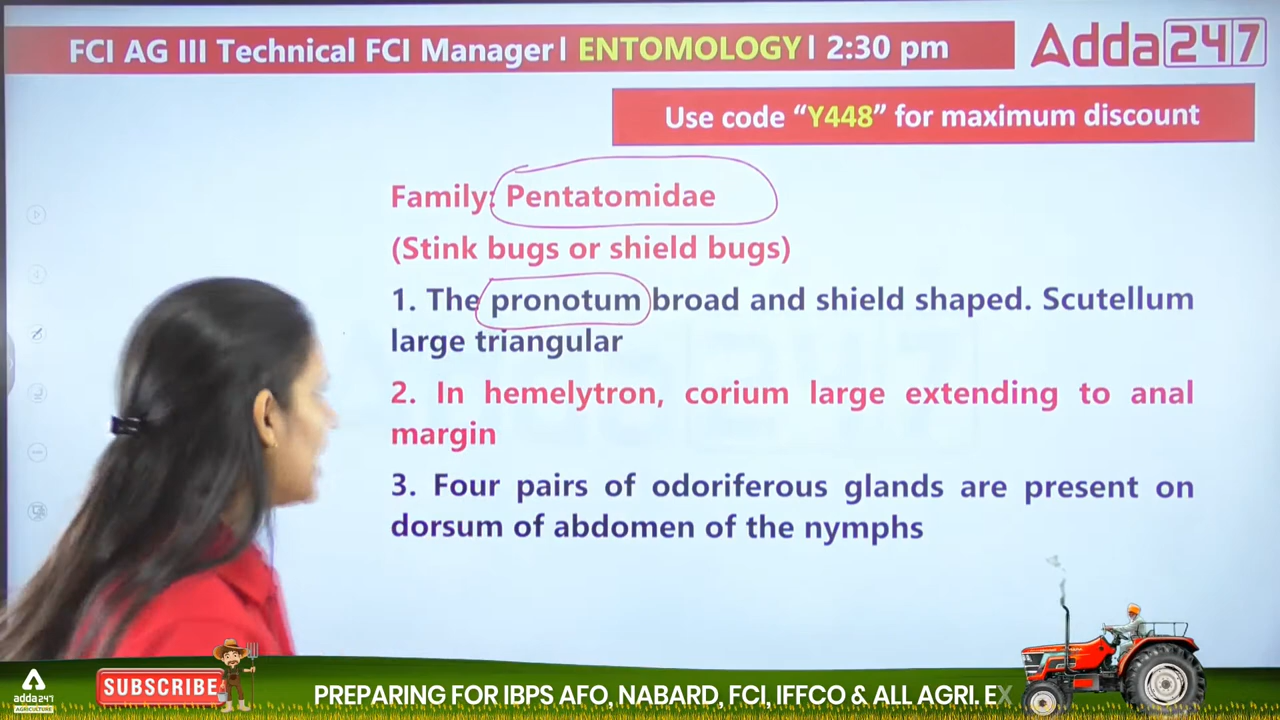 FCI AG III Technical FCI Manager| ENTOMOLOGY| 2:30 pm
Adda247
Use code “Y448” for maximum discount
Family: Pentatomidae
(Stink bugs or shield bugs)
1. The pronotum broad and shield shaped. Scutellum
large triangular
2. In hemelytron, corium large extending to anal
margin
3. Four pairs of odoriferous glands are present on
dorsum of abdomen of the nymphs
adda247
AGRICULTURE
SUBSCRIBE
PREPARING FOR IBPS AFO, NABARD, FCI, IFFCO & ALL AGRI. EX